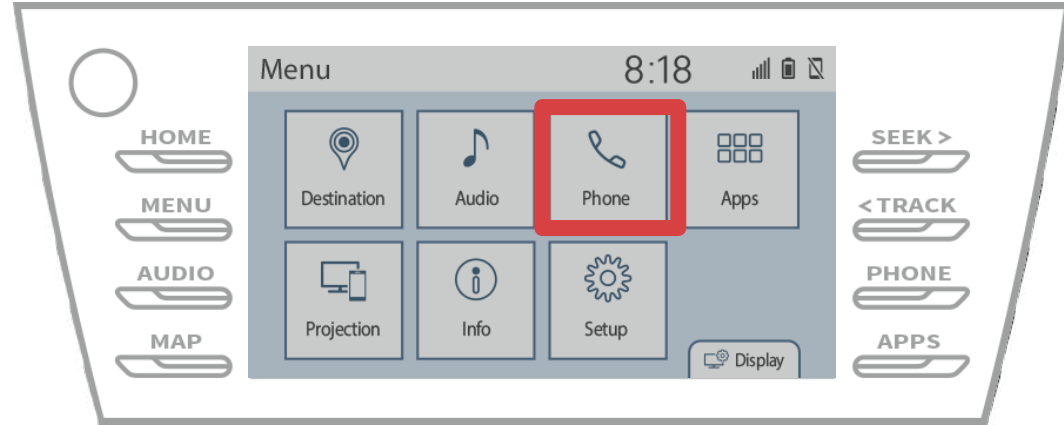 Menu 8:18
HOME
MENU
AUDIO
MAP
Destination Audio Phone Apps
Projection Info Setup
Display
SEEK >
< TRACK
PHONE
APPS